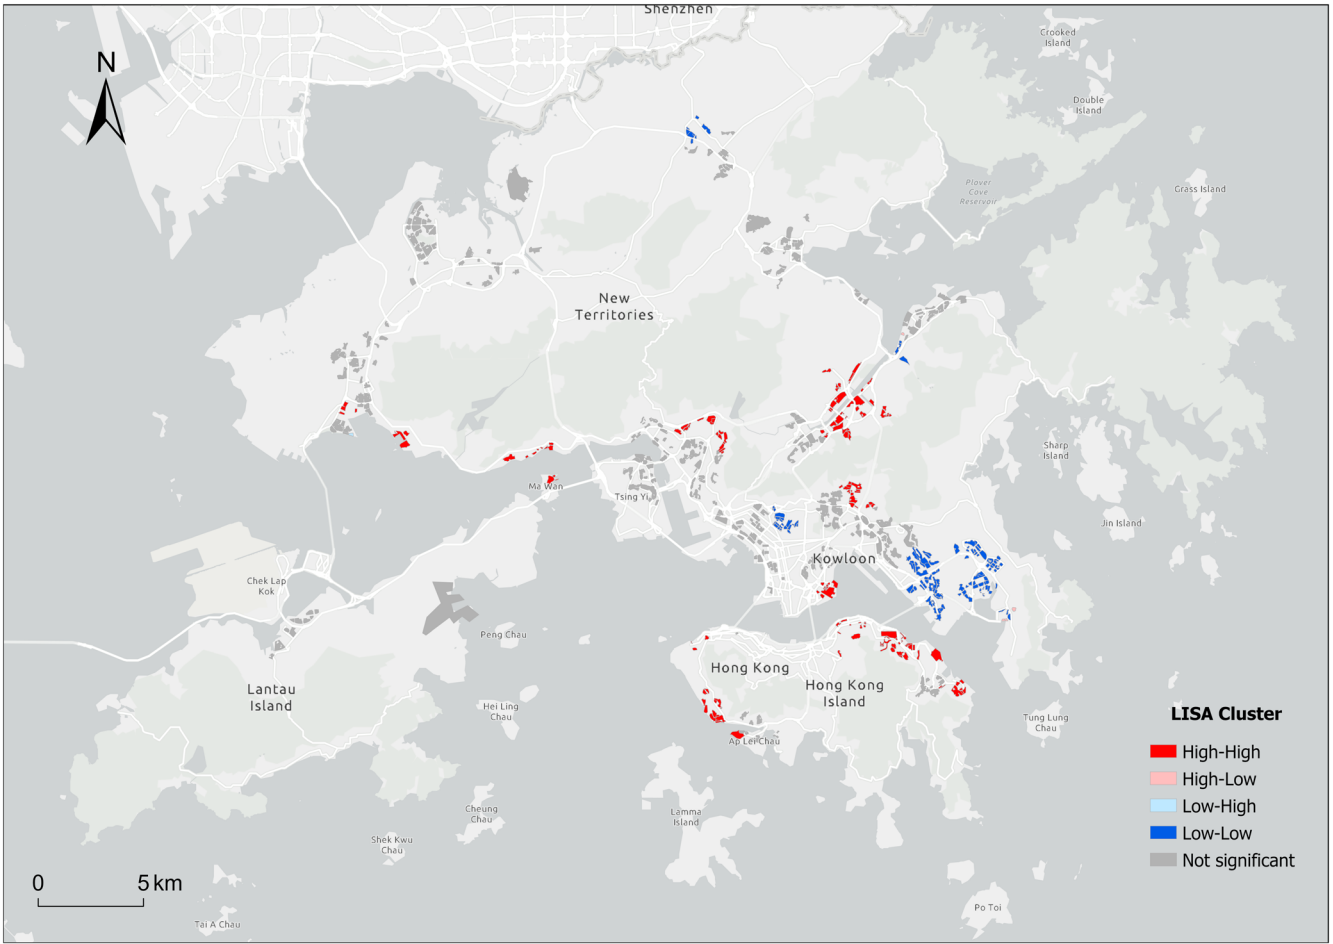 Shenzhen
Crooked
Island
N
Double
Island
Plover
Cove
Reservoir
Grass Island
New
Territories
Sharp
Island
Ma Wan
Tsing Yi
Jin Island
Kowloon
Chek Lap
Kok
Peng Chau
Hong Kong
Hong Kong
Island
Lantau
Island
Hei Ling
Chau
Tung Lung
Chau
Ap Lei Chau
LISA Cluster
High-High
High-Low
Low-High
Low-Low
Not significant
Cheung
Chau
Lamma
Island
Shek Kwu
Chau
0
5 km
Po Toi
Tai A Chau